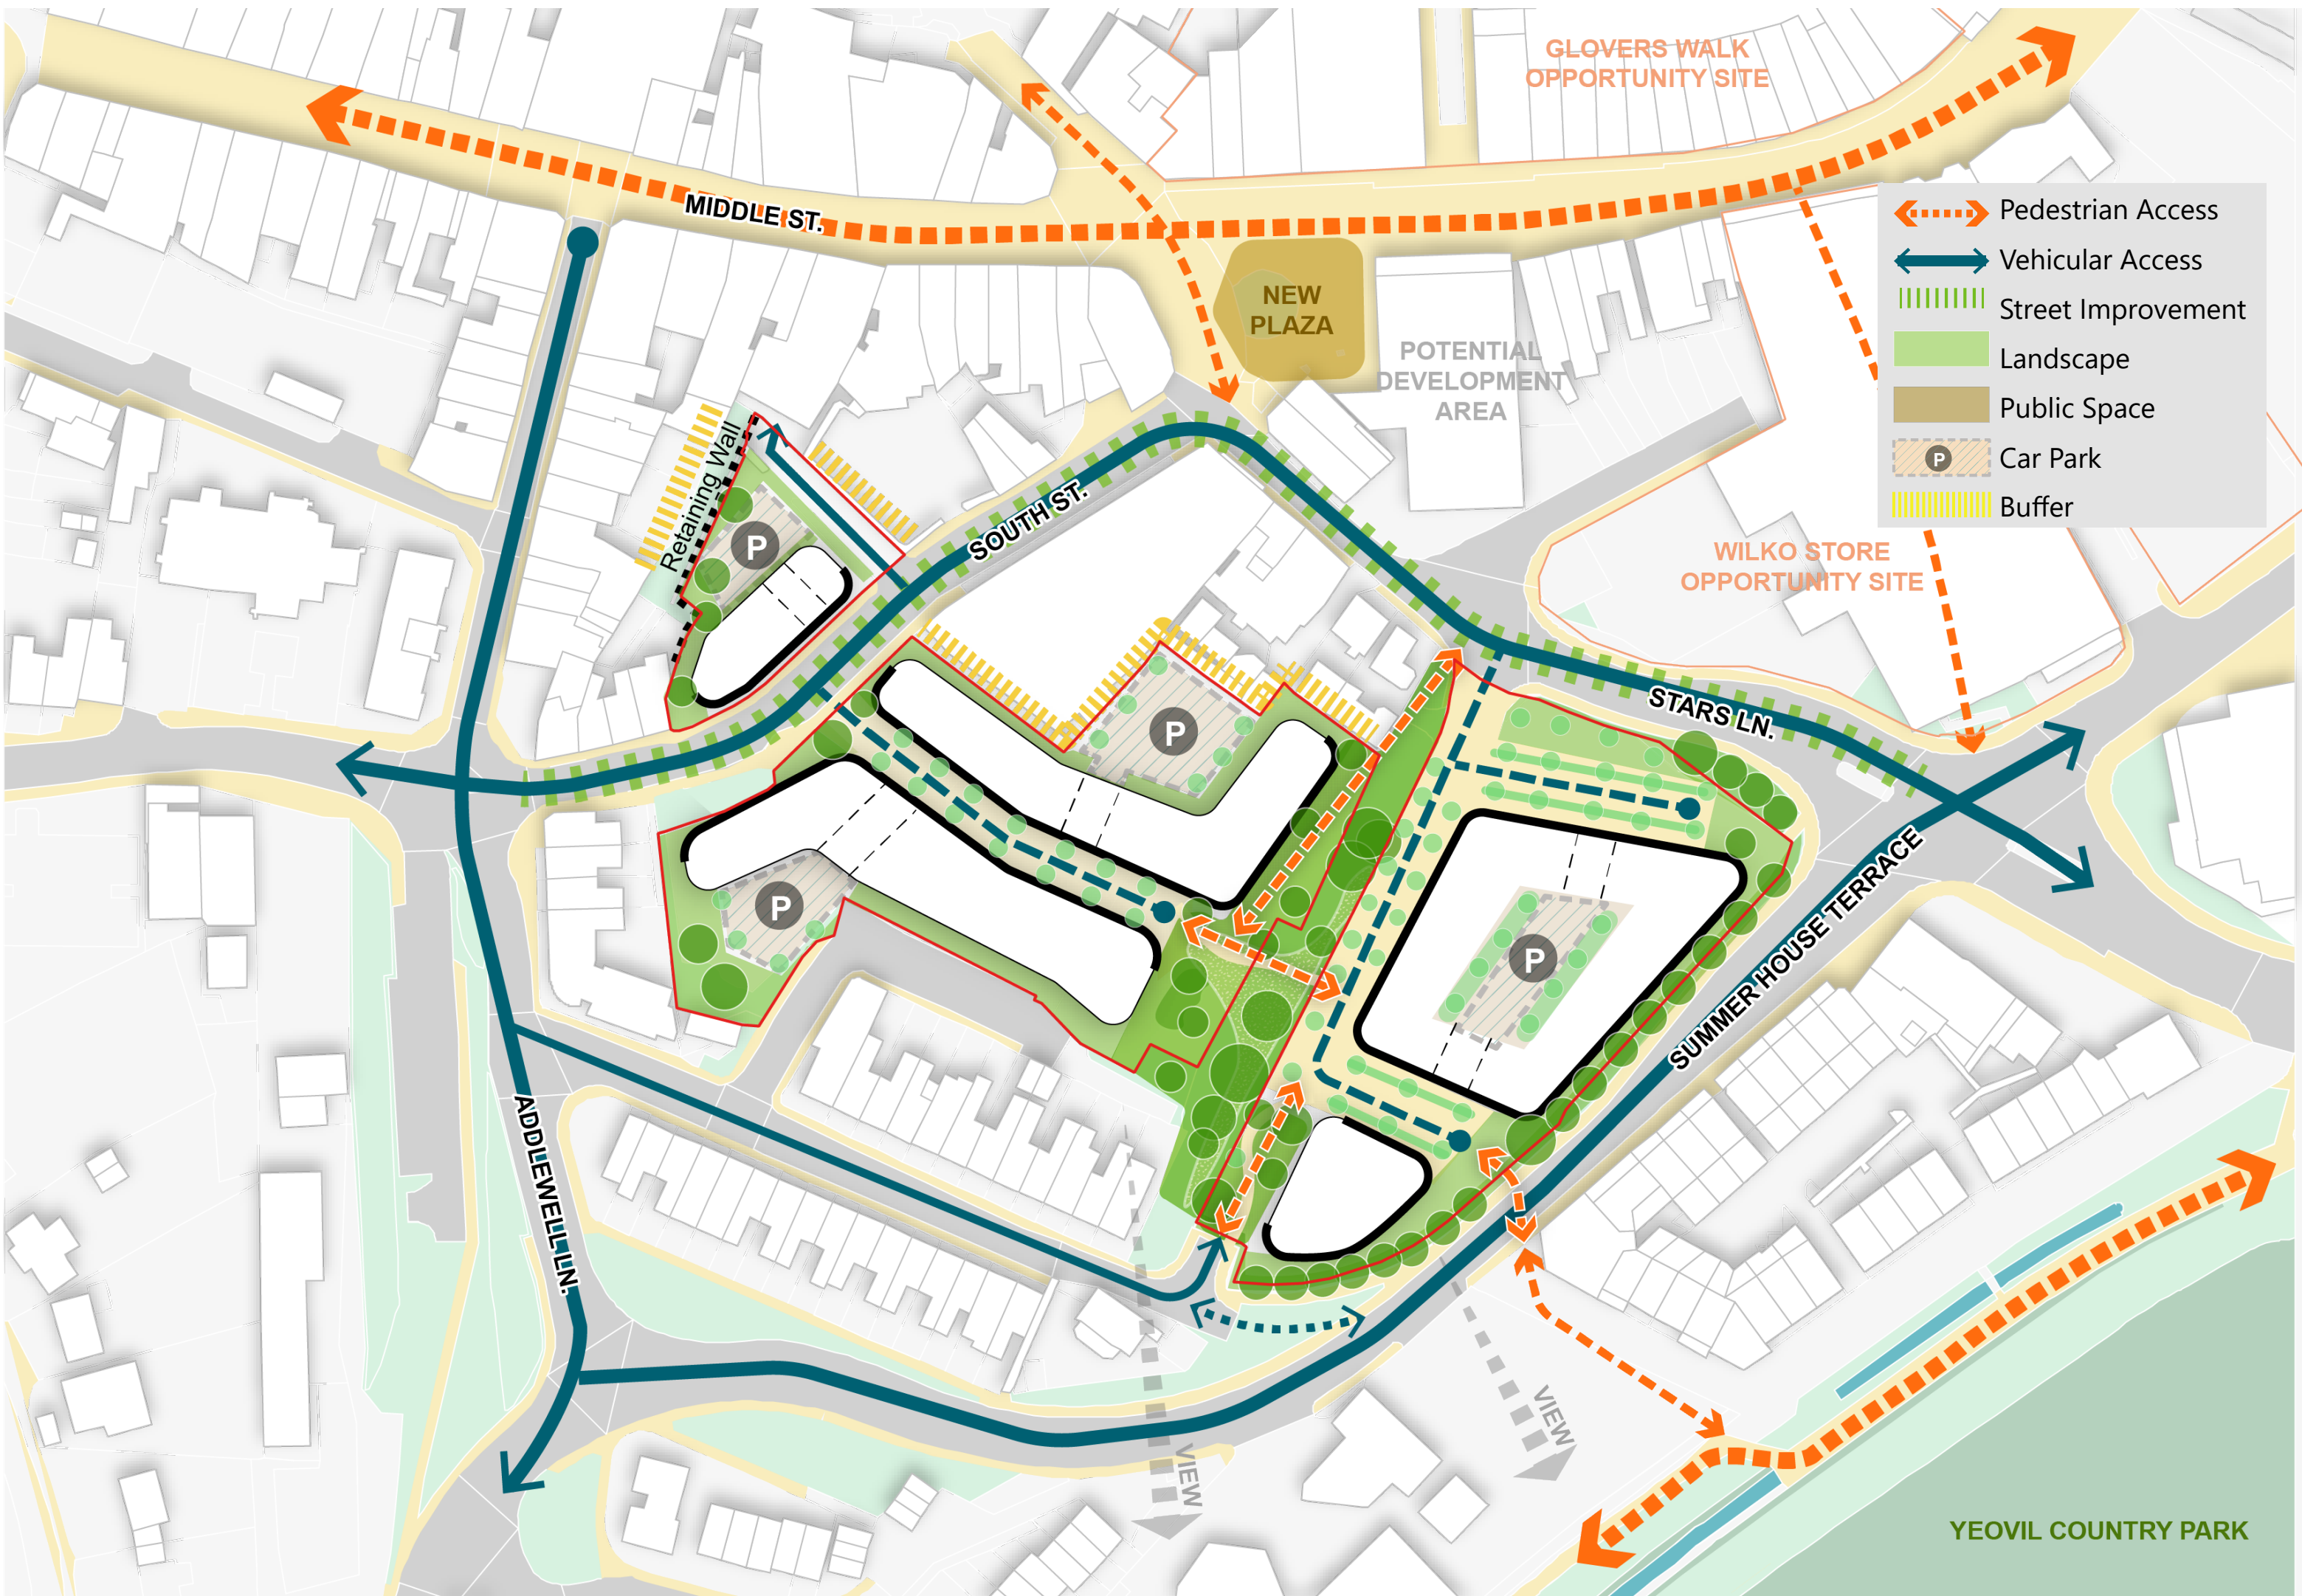 GLOVERS WALK
OPPORTUNITY SITE
MIDDLE ST.
Pedestrian Access
Vehicular Access
Street Improvement
Landscape
Public Space
P
Car Park
Buffer
NEW
PLAZA
POTENTIAL
DEVELOPMENT
AREA
Retaining Wall
P
SOUTH ST.
WILKO STORE
OPPORTUNITY SITE
STARS LN.
P
P
P
SUMMER HOUSE TERRACE
ADDLEWELL LN.
VIEW
VIEW
YEOVIL COUNTRY PARK